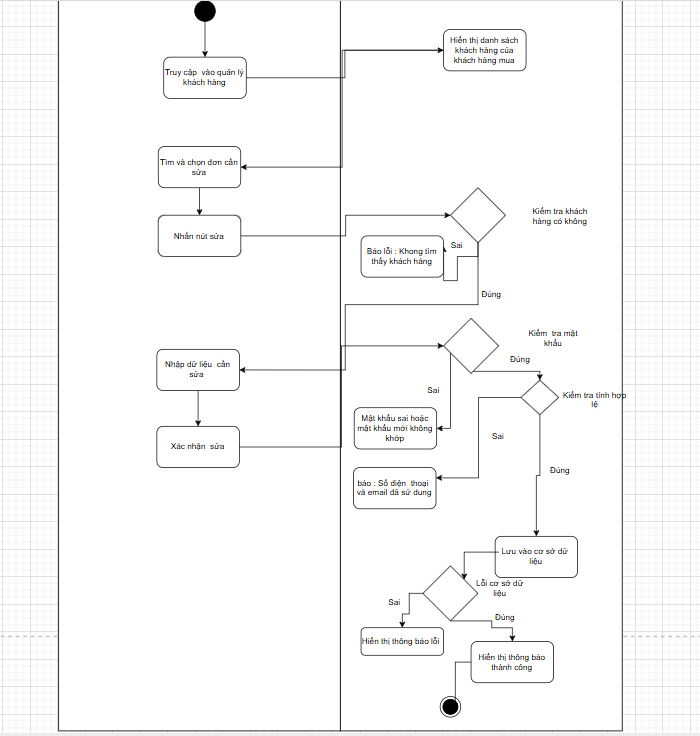 Hiển thị danh sách
khách hàng của
khách hàng mua
Truy cập vào quản lý
khách hàng
Tìm và chọn đơn cần
sửa
Nhấn nút sửa
Kiểm tra khách
hàng có không
Sai
Báo lỗi : Khong tìm
thấy khách hàng
Đúng
Kiểm tra mật
khẩu
Đúng
Nhập dữ liệu cần
sửa
Sai
Kiểm tra tính hợp
lệ
Mật khẩu sai hoặc
mật khẩu mới không
khớp
Xác nhận sửa
Sai
Đúng
báo : Số điện thoại
và email đã sử dụng
Lưu vào cơ sở dữ
liệu
Lỗi cơ sở dữ
liệu
Sai
Đúng
Hiển thị thông báo lỗi
Hiển thị thông báo
thành công